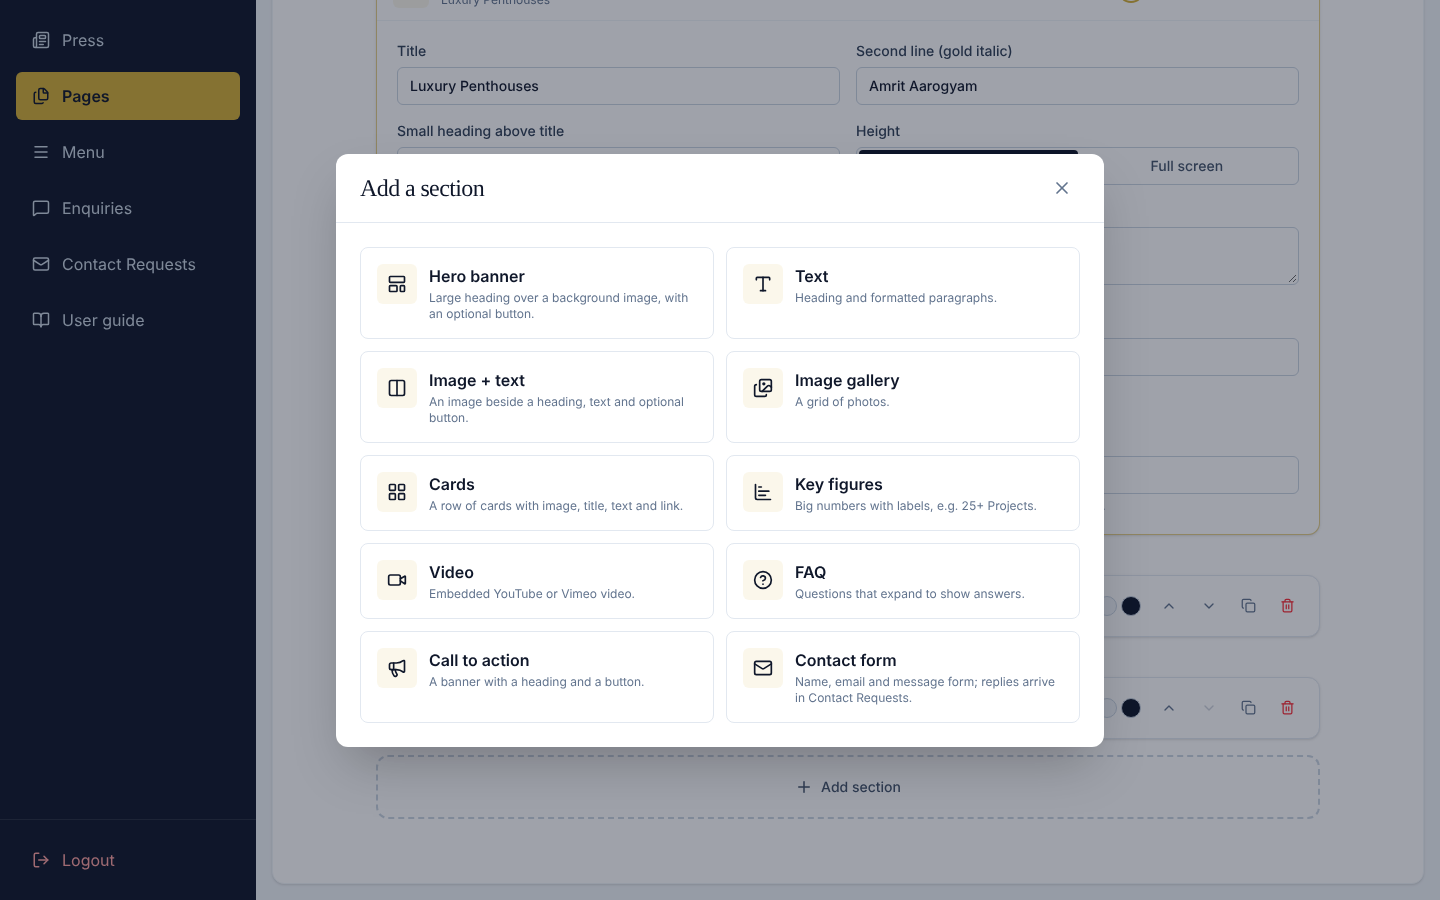 Press
Pages
Menu
Enquiries
Contact Requests
User guide
Logout
Luxury Penthouses
Title
Second line (gold italic)
Luxury Penthouses
Amrit Aarogyam
Small heading above title
Height
Full screen
Add a section
Hero banner
Large heading over a background image, with
an optional button.
Text
Heading and formatted paragraphs.
Image + text
An image beside a heading, text and optional
button.
Image gallery
A grid of photos.
Cards
A row of cards with image, title, text and link.
Key figures
Big numbers with labels, e.g. 25+ Projects.
Video
Embedded YouTube or Vimeo video.
FAQ
Questions that expand to show answers.
Call to action
A banner with a heading and a button.
Contact form
Name, email and message form; replies arrive
in Contact Requests.
Add section